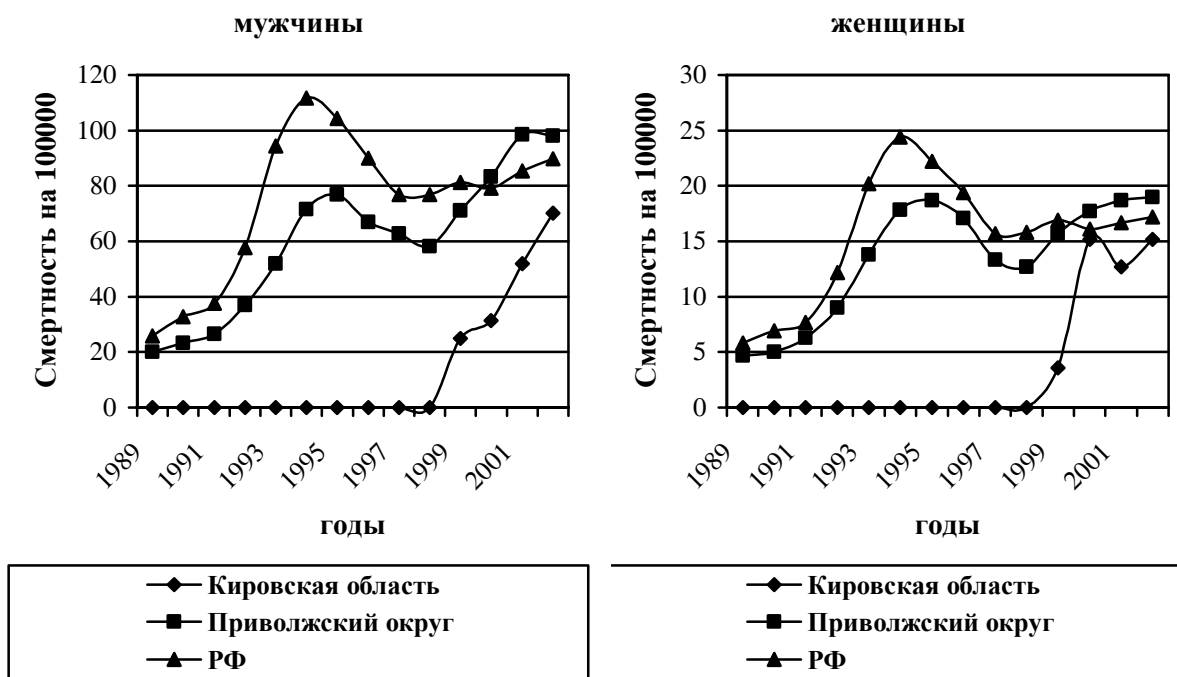 мужчины
Смертность на 100000
120
100
80
60
40
20
0
1989
1991
1993
1995
1997
1999
2001
годы
Кировская область
Приволжский округ
РФ
женщины
Смертность на 100000
30
25
20
15
10
5
0
1989
1991
1993
1995
1997
1999
2001
годы
Кировская область
Приволжский округ
РФ